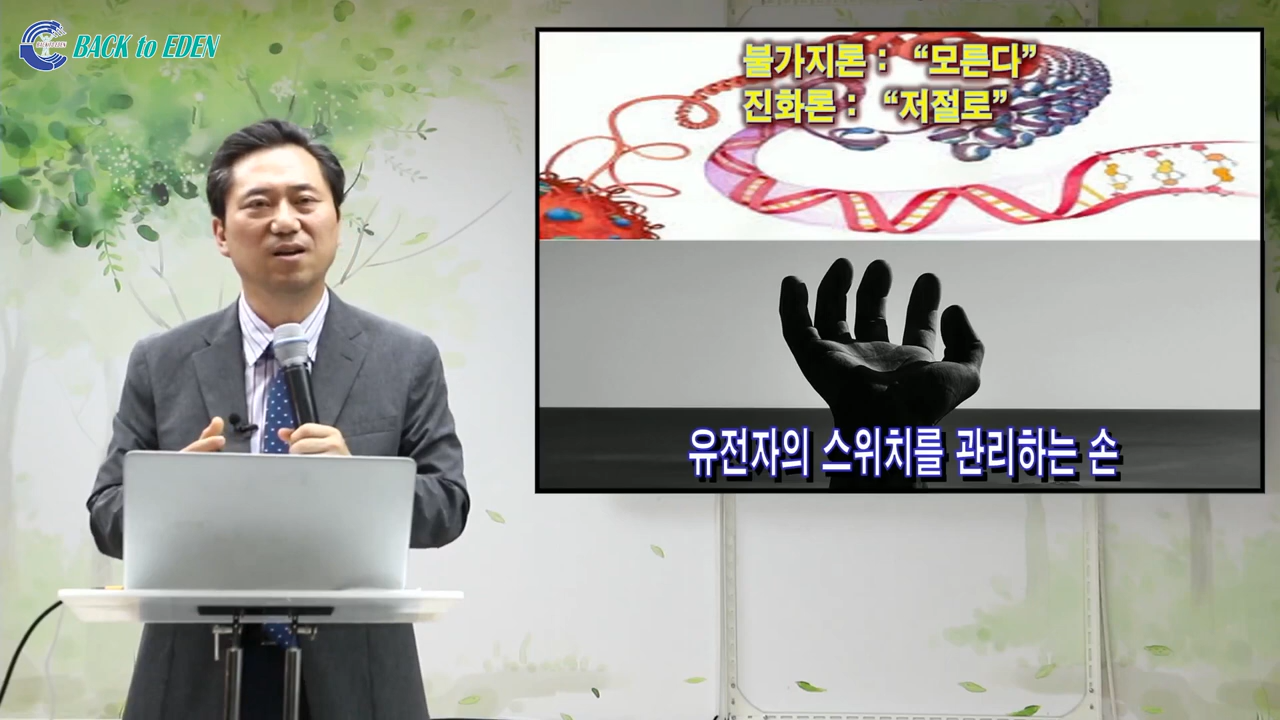 BACK to EDEN
불가지론 : “모른다”
진화론 : “저절로”
유전자의 스위치를 관리하는 손